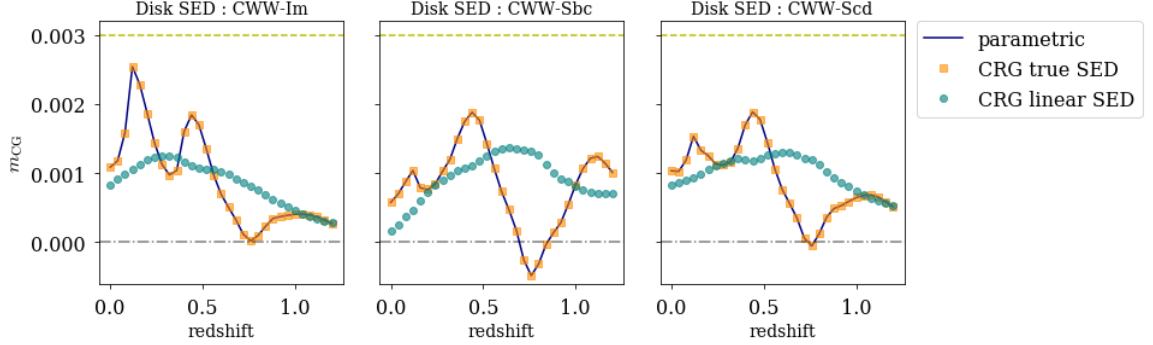 Disk SED : CWW-Im
Disk SED : CWW-Sbc
Disk SED : CWW-Scd
0.003
0.002
0.001
0.000
m_CG
0.0 0.5 1.0
0.0 0.5 1.0
0.0 0.5 1.0
redshift
redshift
redshift
parametric
CRG true SED
CRG linear SED